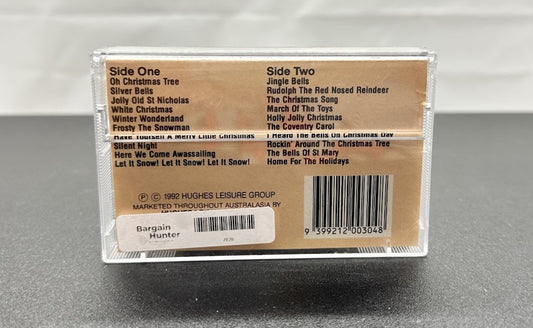 Side One
Oh Christmas Tree
Silver Bells
Jolly Old St Nicholas
White Christmas
Winter Wonderland
Frosty The Snowman
Have Yourself A Merry Little Christmas
Silent Night
Here We Come Awassailing
Let It Snow! Let It Snow! Let It Snow!
Side Two
Jingle Bells
Rudolph The Red Nosed Reindeer
The Christmas Song
March Of The Toys
Holly Jolly Christmas
The Coventry Carol
I Heard The Bells On Christmas Day
Rockin' Around The Christmas Tree
The Bells Of St Mary
Home For The Holidays
Ⓟ © 1992 HUGHES LEISURE GROUP
MARKETED THROUGHOUT AUSTRALASIA BY
Bargain
Hunter
9 399212 003048